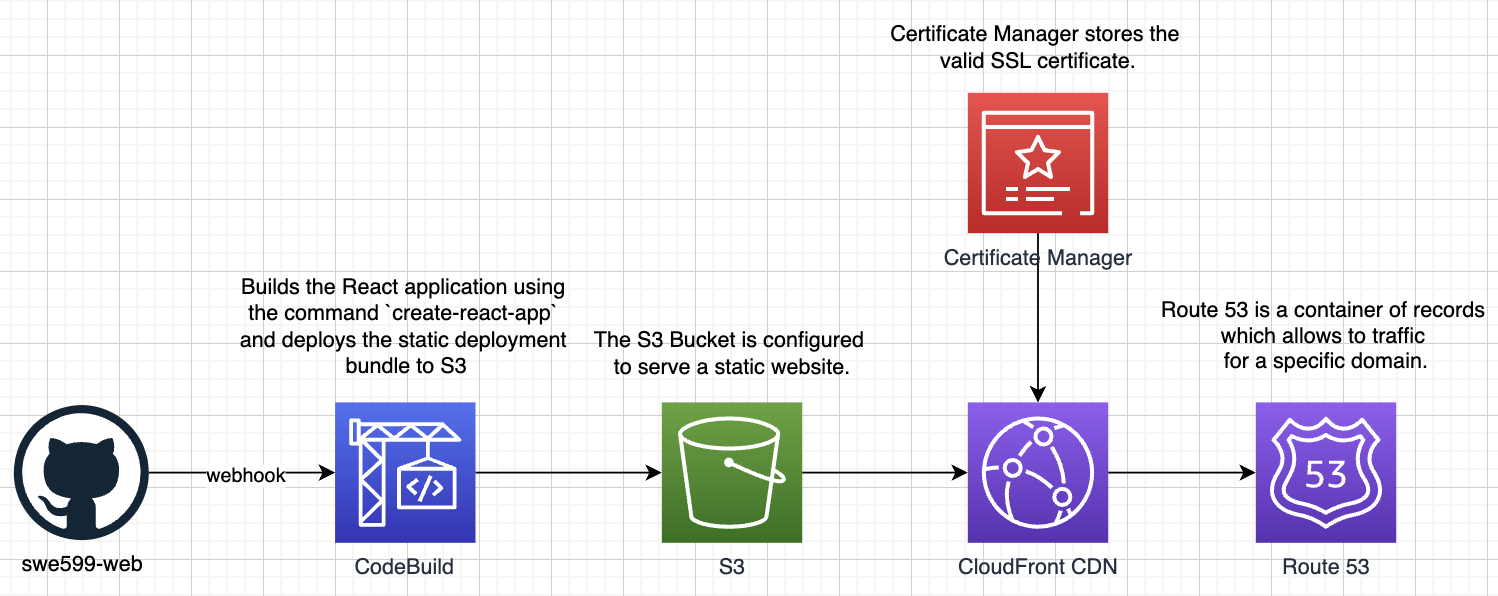 Certificate Manager stores the
valid SSL certificate.
Certificate Manager
Builds the React application using
the command `create-react-app`
and deploys the static deployment
bundle to S3
The S3 Bucket is configured
to serve a static website.
Route 53 is a container of records
which allows to traffic
for a specific domain.
webhook
53
swe599-web
CodeBuild
S3
CloudFront CDN
Route 53